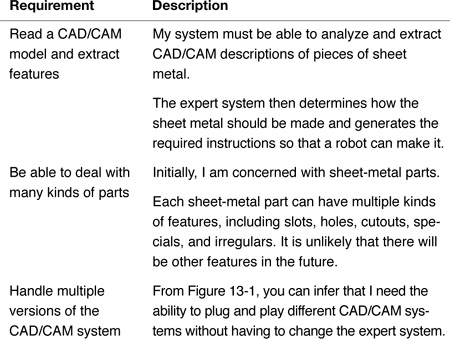 Requirement Description
Read a CAD/CAM My system must be able to analyze and extract
model and extract CAD/CAM descriptions of pieces of sheet
features metal.
The expert system then determines how the
sheet metal should be made and generates the
required instructions so that a robot can make it.
Be able to deal with Initially, I am concerned with sheet-metal parts.
many kinds of parts
Each sheet-metal part can have multiple kinds
of features, including slots, holes, cutouts, spe-
cials, and irregulars. It is unlikely that there will
be other features in the future.
Handle multiple From Figure 13-1, you can infer that I need the
versions of the ability to plug and play different CAD/CAM sys-
CAD/CAM system tems without having to change the expert system.